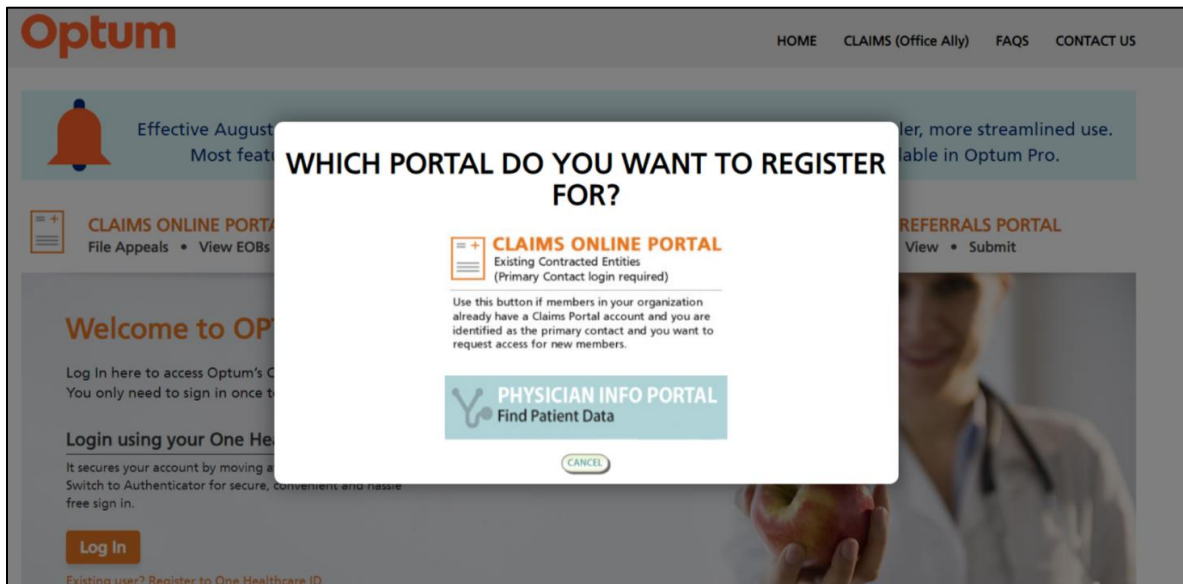 Optum
HOME CLAIMS (Office Ally) FAQS CONTACT US
Effective August ler, more streamlined use.
Most feat lable in Optum Pro.
CLAIMS ONLINE PORTA
File Appeals • View EOBs
REFERRALS PORTAL
View • Submit
WHICH PORTAL DO YOU WANT TO REGISTER
FOR?
CLAIMS ONLINE PORTAL
Existing Contracted Entities
(Primary Contact login required)
Use this button if members in your organization
already have a Claims Portal account and you are
identified as the primary contact and you want to
request access for new members.
PHYSICIAN INFO PORTAL
Find Patient Data
CANCEL
Welcome to OP
Log In here to access Optum's C
You only need to sign in once t
Login using your One He
It secures your account by moving a
Switch to Authenticator for secure, convenient and hassle
free sign in.
Log In
Existing user? Register to One Healthcare ID